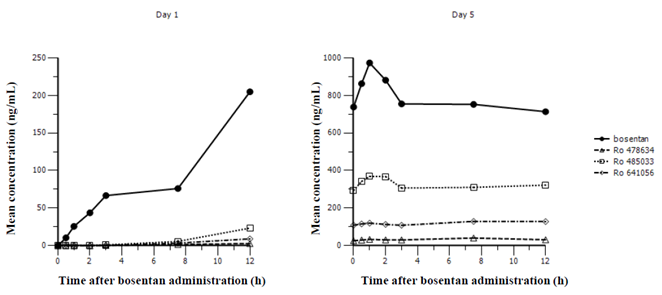 Day 1
Day 5
Mean concentration (ng/mL)
250
200
150
100
50
0
0
2
4
6
8
10
12
Time after bosentan administration (h)
Mean concentration (ng/mL)
1000
800
600
400
200
0
0
2
4
6
8
10
12
Time after bosentan administration (h)
bosentan
Ro 478634
Ro 485033
Ro 641056